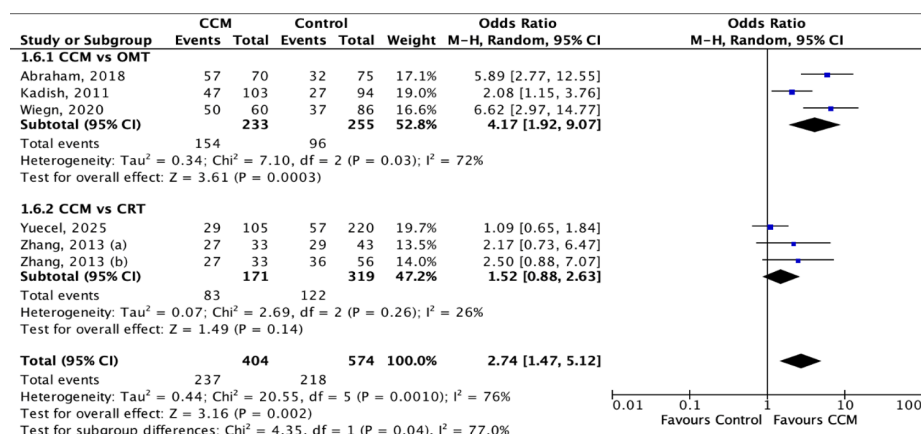 CCM Control Odds Ratio Odds Ratio
Study or Subgroup Events Total Events Total Weight M-H, Random, 95% CI M-H, Random, 95% CI
1.6.1 CCM vs OMT
Abraham, 2018 57 70 32 75 17.1% 5.89 [2.77, 12.55]
Kadish, 2011 47 103 27 94 19.0% 2.08 [1.15, 3.76]
Wiegn, 2020 50 60 37 86 16.6% 6.62 [2.97, 14.77]
Subtotal (95% CI) 233 255 52.8% 4.17 [1.92, 9.07]
Total events 154 96
Heterogeneity: Tau² = 0.34; Chi² = 7.10, df = 2 (P = 0.03); I² = 72%
Test for overall effect: Z = 3.61 (P = 0.0003)
1.6.2 CCM vs CRT
Yuecel, 2025 29 105 57 220 19.7% 1.09 [0.65, 1.84]
Zhang, 2013 (a) 27 33 29 43 13.5% 2.17 [0.73, 6.47]
Zhang, 2013 (b) 27 33 36 56 14.0% 2.50 [0.88, 7.07]
Subtotal (95% CI) 171 319 47.2% 1.52 [0.88, 2.63]
Total events 83 122
Heterogeneity: Tau² = 0.07; Chi² = 2.69, df = 2 (P = 0.26); I² = 26%
Test for overall effect: Z = 1.49 (P = 0.14)
Total (95% CI) 404 574 100.0% 2.74 [1.47, 5.12]
Total events 237 218
Heterogeneity: Tau² = 0.44; Chi² = 20.55, df = 5 (P = 0.0010); I² = 76%
Test for overall effect: Z = 3.16 (P = 0.002)
Test for subgroup differences: Chi² = 4.35, df = 1 (P = 0.04), I² = 77.0%
0.01 0.1 1 10 100
Favours Control Favours CCM